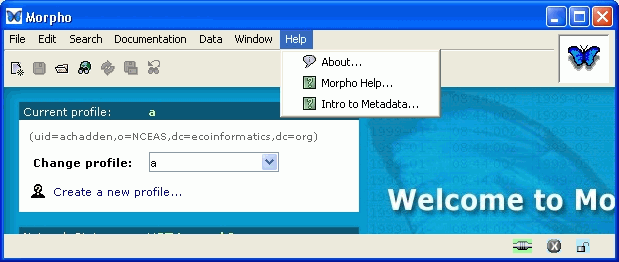 Morpho
File Edit Search Documentation Data Window Help
About...
Morpho Help...
Intro to Metadata...
Current profile: a
(uid=achadden,o=NCEAS,dc=ecoinformatics,dc=org)
Change profile: a
Create a new profile...
Welcome to Mo